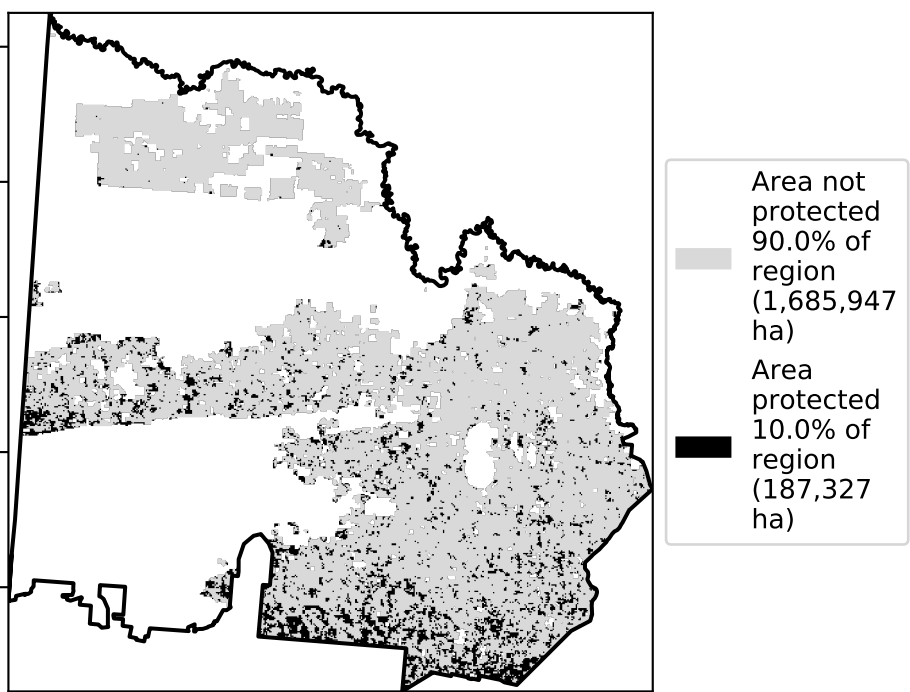 Area not
protected
90.0% of
region
(1,685,947
ha)
Area
protected
10.0% of
region
(187,327
ha)